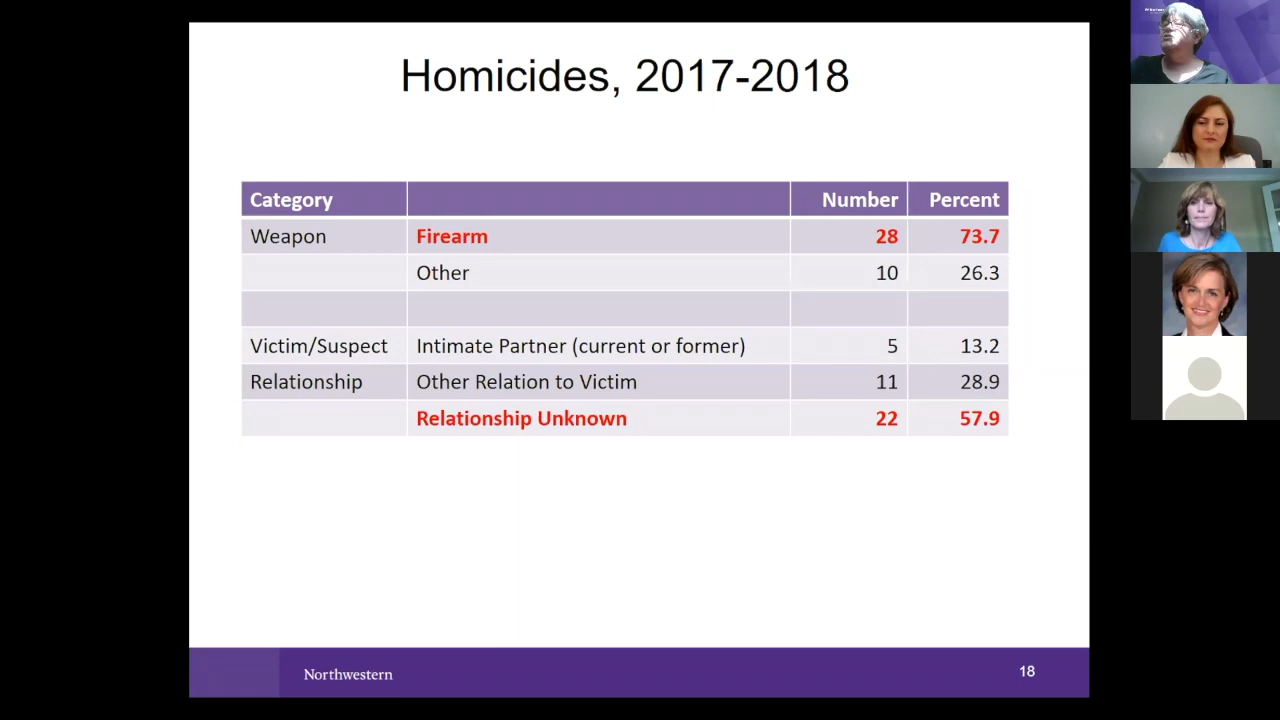 Homicides, 2017-2018
Category Number Percent
Weapon Firearm 28 73.7
Other 10 26.3
Victim/Suspect Intimate Partner (current or former) 5 13.2
Relationship Other Relation to Victim 11 28.9
Relationship Unknown 22 57.9
Northwestern
18